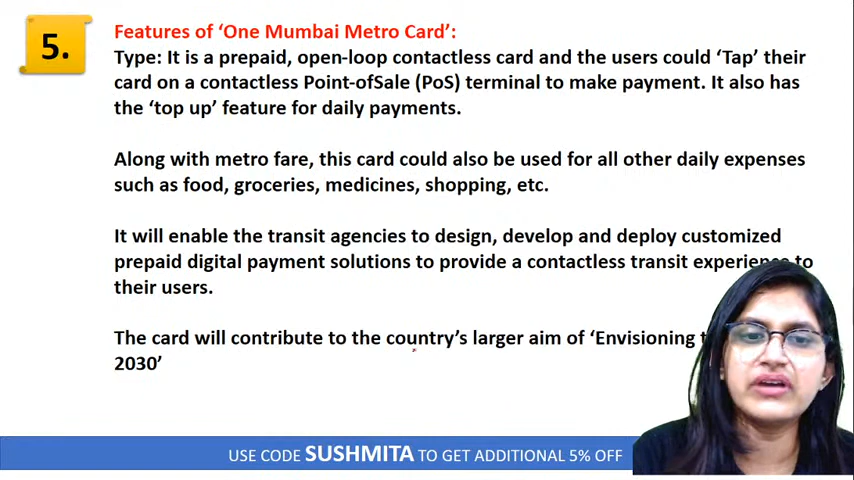 5.
Features of ‘One Mumbai Metro Card’:
Type: It is a prepaid, open-loop contactless card and the users could ‘Tap’ their
card on a contactless Point-ofSale (PoS) terminal to make payment. It also has
the ‘top up’ feature for daily payments.
Along with metro fare, this card could also be used for all other daily expenses
such as food, groceries, medicines, shopping, etc.
It will enable the transit agencies to design, develop and deploy customized
prepaid digital payment solutions to provide a contactless transit experience to
their users.
The card will contribute to the country’s larger aim of ‘Envisioning
2030’
USE CODE SUSHMITA TO GET ADDITIONAL 5% OFF